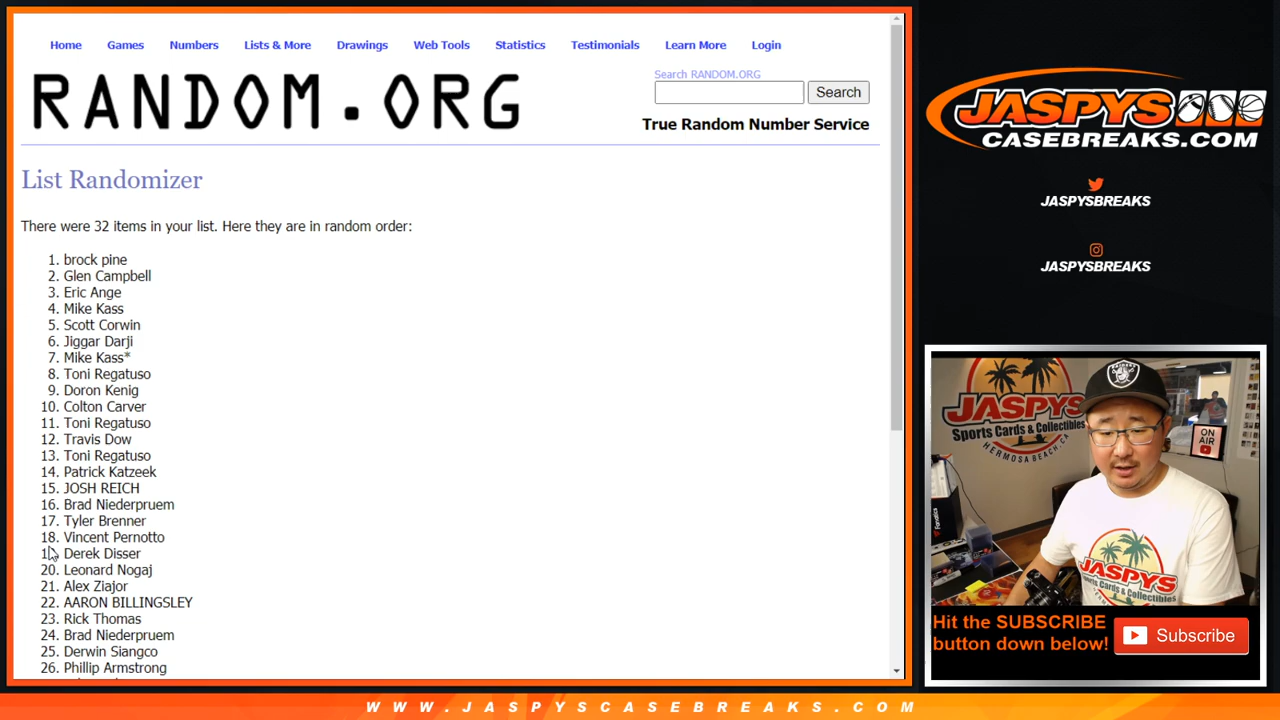 Home Games Numbers Lists & More Drawings Web Tools Statistics Testimonials Learn More Login
RANDOM.ORG
Search RANDOM.ORG
Search
True Random Number Service
List Randomizer
There were 32 items in your list. Here they are in random order:
1. brock pine
2. Glen Campbell
3. Eric Ange
4. Mike Kass
5. Scott Corwin
6. Jiggar Darji
7. Mike Kass*
8. Toni Regatuso
9. Doron Kenig
10. Colton Carver
11. Toni Regatuso
12. Travis Dow
13. Toni Regatuso
14. Patrick Katzeek
15. JOSH REICH
16. Brad Niederpruem
17. Tyler Brenner
18. Vincent Pernotto
Derek Disser
20. Leonard Nogaj
21. Alex Ziajor
22. AARON BILLINGSLEY
23. Rick Thomas
24. Brad Niederpruem
25. Derwin Siangco
26. Phillip Armstrong
JASPYS
CASEBREAKS.COM
JASPYSBREAKS
JASPYSBREAKS
JASPYS
Sports Cards & Collectibles
HERMOSA BEACH, CA
ON AIR
Fanatics
RAIDERS
JASPYS
Hit the SUBSCRIBE
button down below!
Subscribe
WWW.JASPYSCASEBREAKS.COM